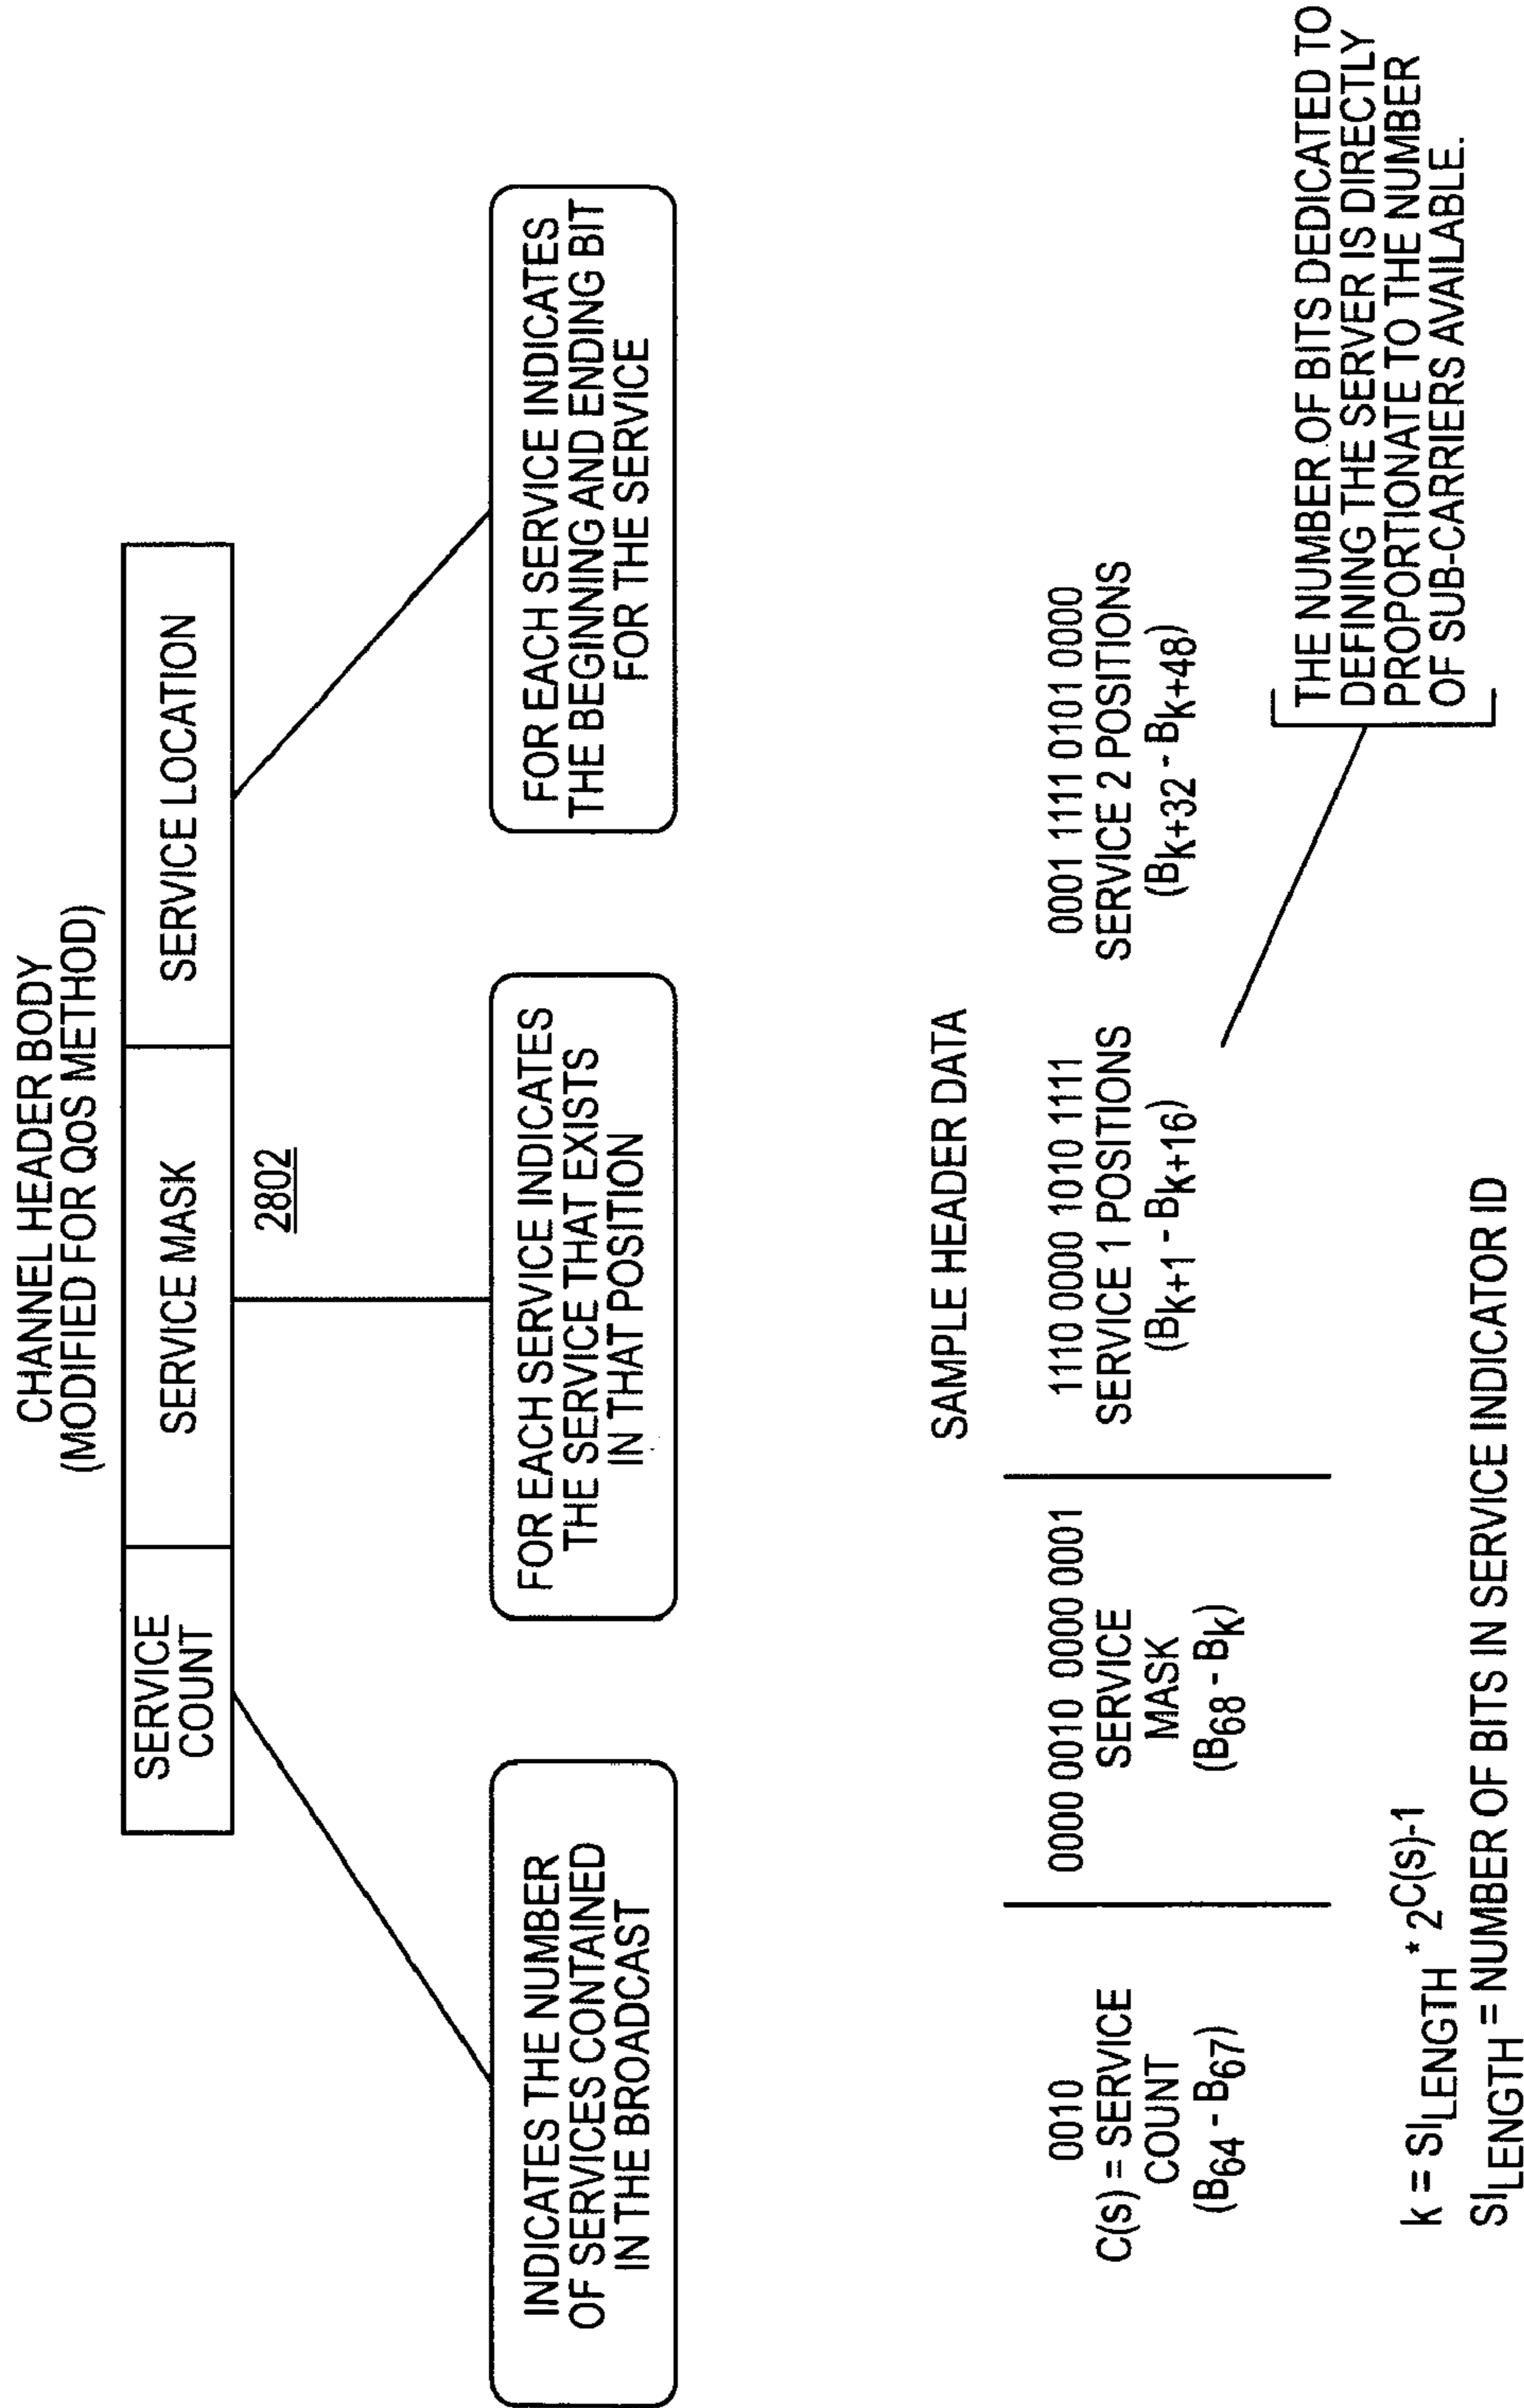 CHANNEL HEADER BODY
(MODIFIED FOR QOS METHOD)
SERVICE
COUNT
SERVICE MASK
SERVICE LOCATION
2802
INDICATES THE NUMBER
OF SERVICES CONTAINED
IN THE BROADCAST
FOR EACH SERVICE INDICATES
THE SERVICE THAT EXISTS
IN THAT POSITION
FOR EACH SERVICE INDICATES
THE BEGINNING AND ENDING BIT
FOR THE SERVICE
SAMPLE HEADER DATA
0010
C(s) = SERVICE
COUNT
(B64 - B67)
0000 0010 0000 0001
SERVICE
MASK
(B68 - Bk)
1110 0000 1010 1111
SERVICE 1 POSITIONS
(Bk+1 - Bk+16)
0001 1111 0101 0000
SERVICE 2 POSITIONS
(Bk+32 - Bk+48)
THE NUMBER OF BITS DEDICATED TO
DEFINING THE SERVER IS DIRECTLY
PROPORTIONATE TO THE NUMBER
OF SUB-CARRIERS AVAILABLE.
k = SILENGTH * 2C(s)-1
SILENGTH = NUMBER OF BITS IN SERVICE INDICATOR ID